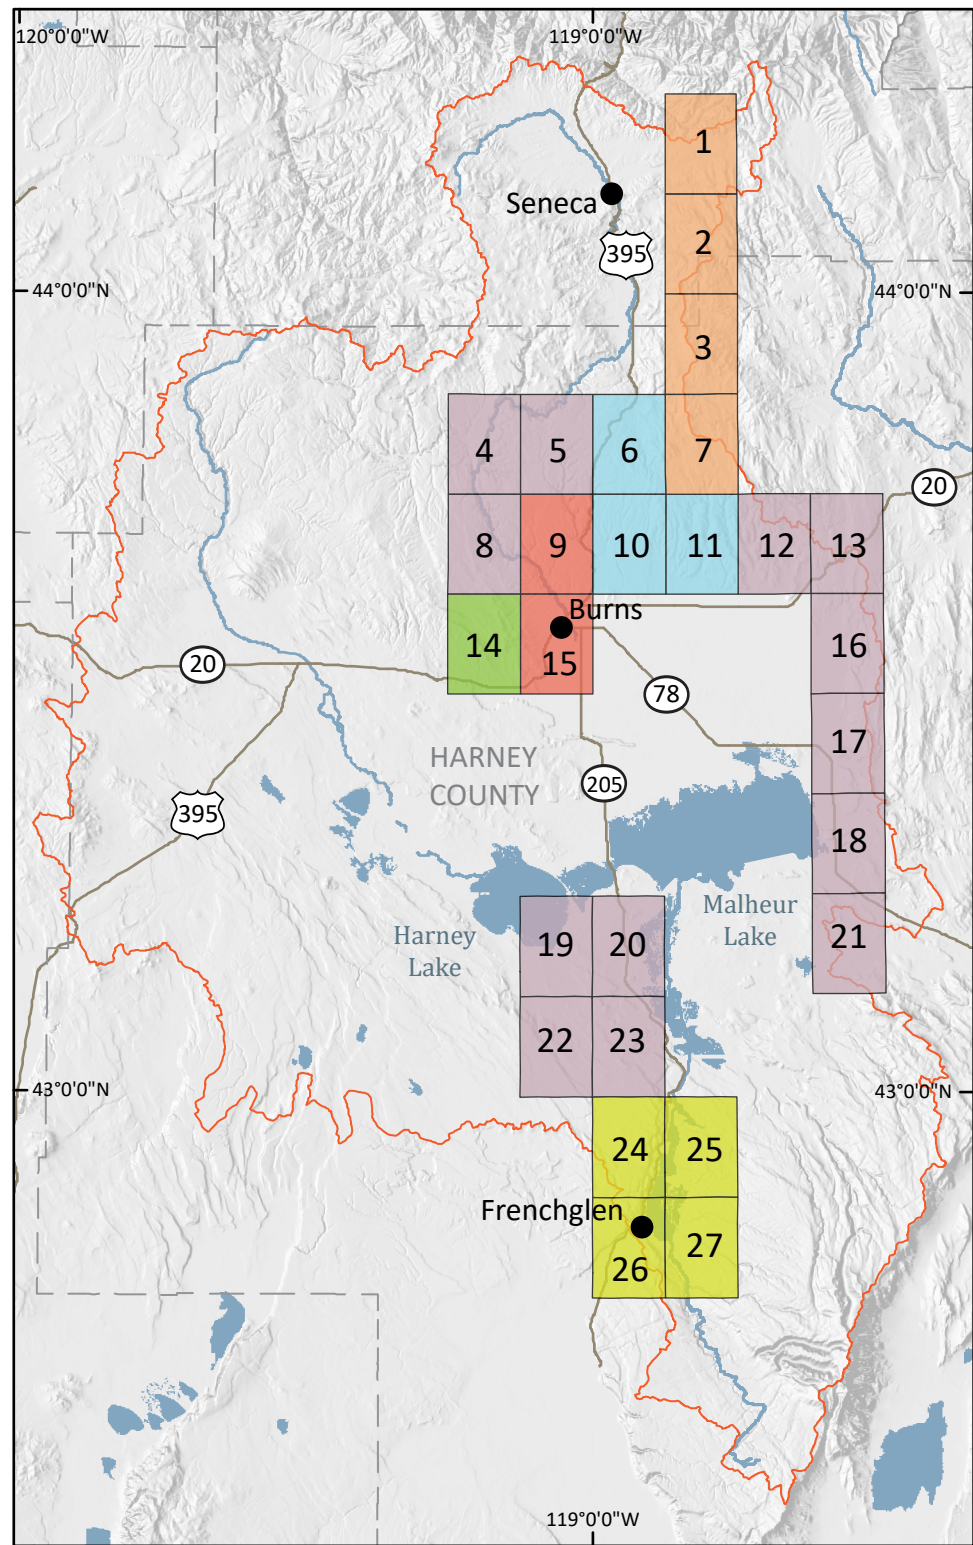 120°0'0"W
119°0'0"W
1
Seneca
2
395
44°0'0"N
44°0'0"N
3
4
5
6
7
20
8
9
10
11
12
13
Burns
14
15
16
20
78
17
HARNEY
COUNTY
205
395
18
Malheur
Lake
Harney
Lake
19
20
21
22
23
43°0'0"N
43°0'0"N
24
25
Frenchglen
26
27
119°0'0"W